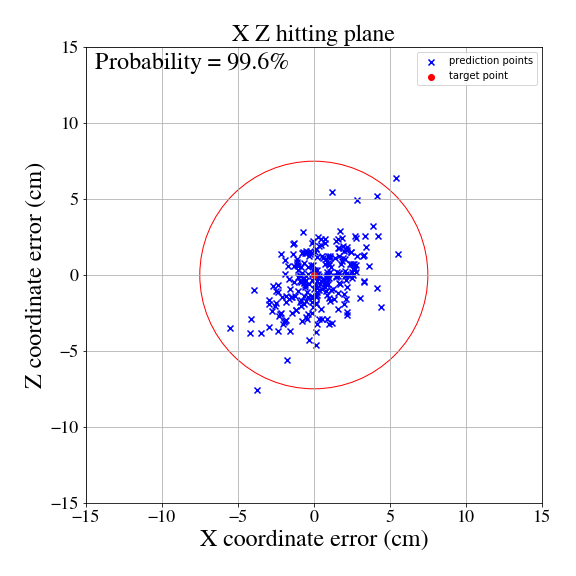 X Z hitting plane
Probability = 99.6%
prediction points
target point
15
10
5
0
−5
−10
−15
Z coordinate error (cm)
−15 −10 −5 0 5 10 15
X coordinate error (cm)